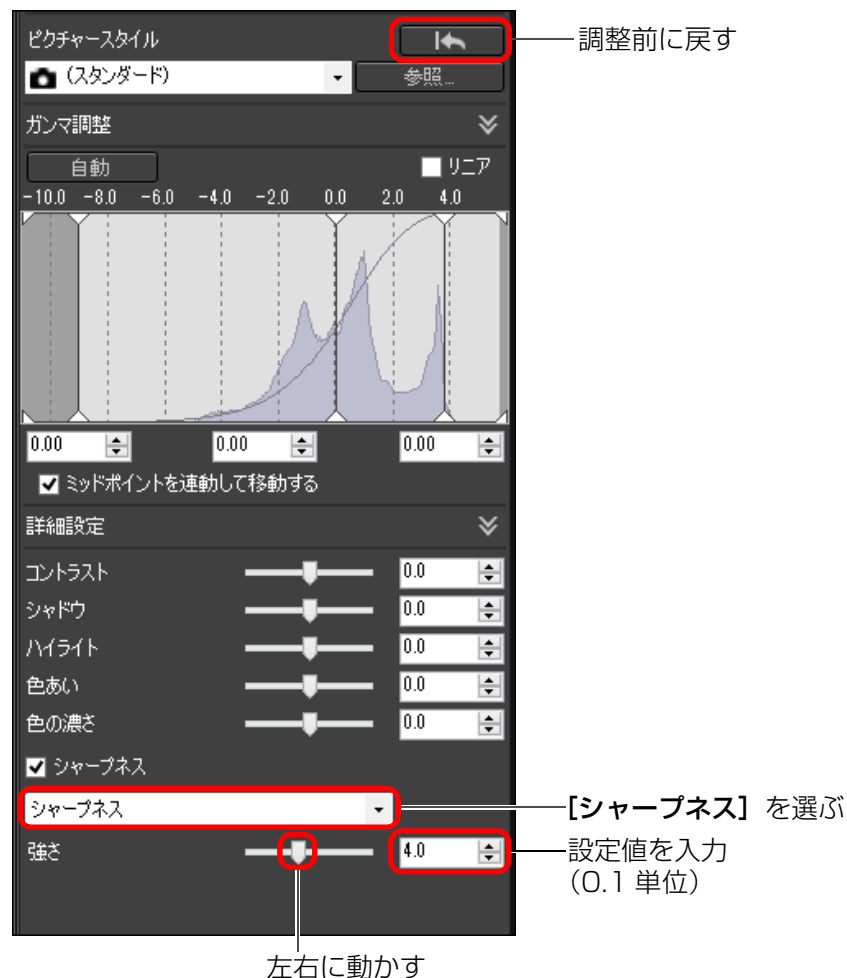 ピクチャースタイル
調整前に戻す
(スタンダード)
参照...
ガンマ調整
自動
リニア
-10.0 -8.0 -6.0 -4.0 -2.0 0.0 2.0 4.0
0.00 0.00 0.00
ミッドポイントを連動して移動する
詳細設定
コントラスト 0.0
シャドウ 0.0
ハイライト 0.0
色あい 0.0
色の濃さ 0.0
シャープネス
シャープネス
[シャープネス] を選ぶ
強さ 4.0
設定値を入力
(0.1 単位)
左右に動かす